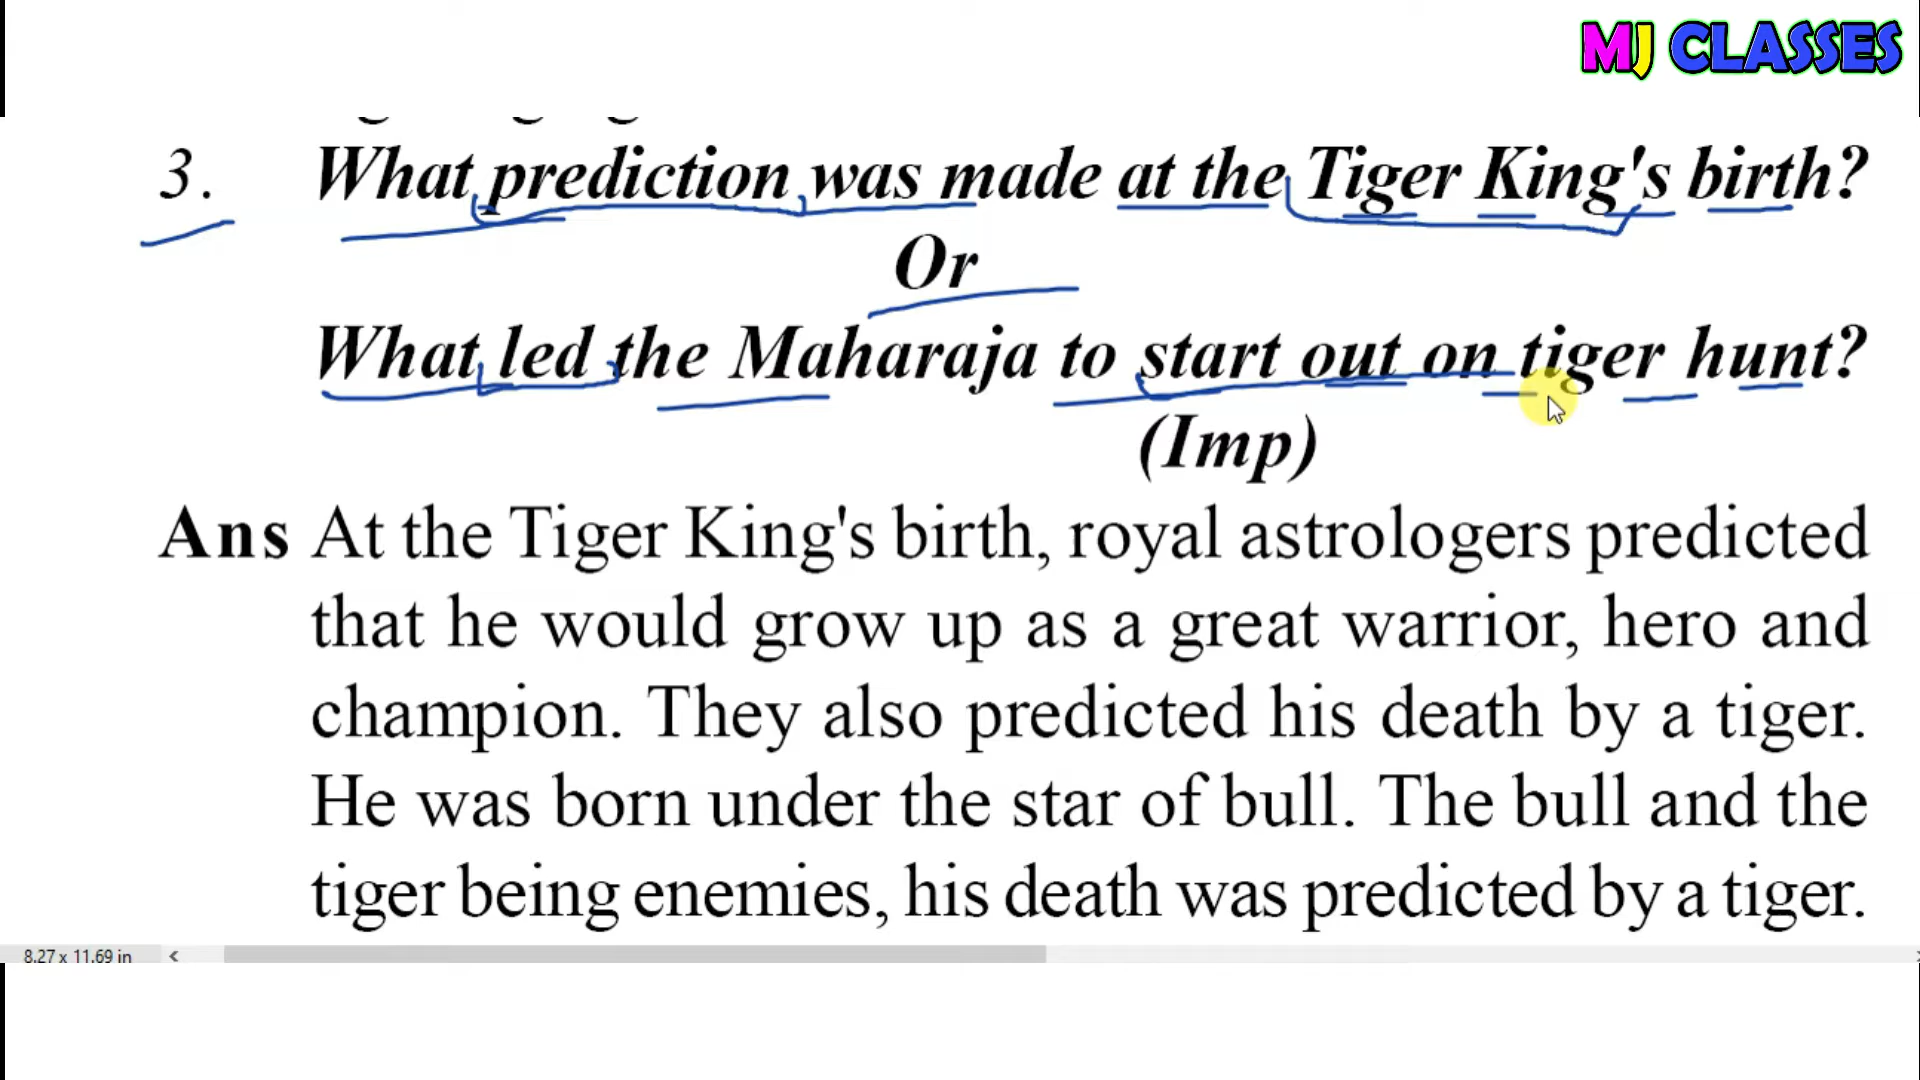 MJ CLASSES
3. What prediction was made at the Tiger King's birth?
Or
What led the Maharaja to start out on tiger hunt?
(Imp)
Ans At the Tiger King's birth, royal astrologers predicted
that he would grow up as a great warrior, hero and
champion. They also predicted his death by a tiger.
He was born under the star of bull. The bull and the
tiger being enemies, his death was predicted by a tiger.
8.27 x 11.69 in